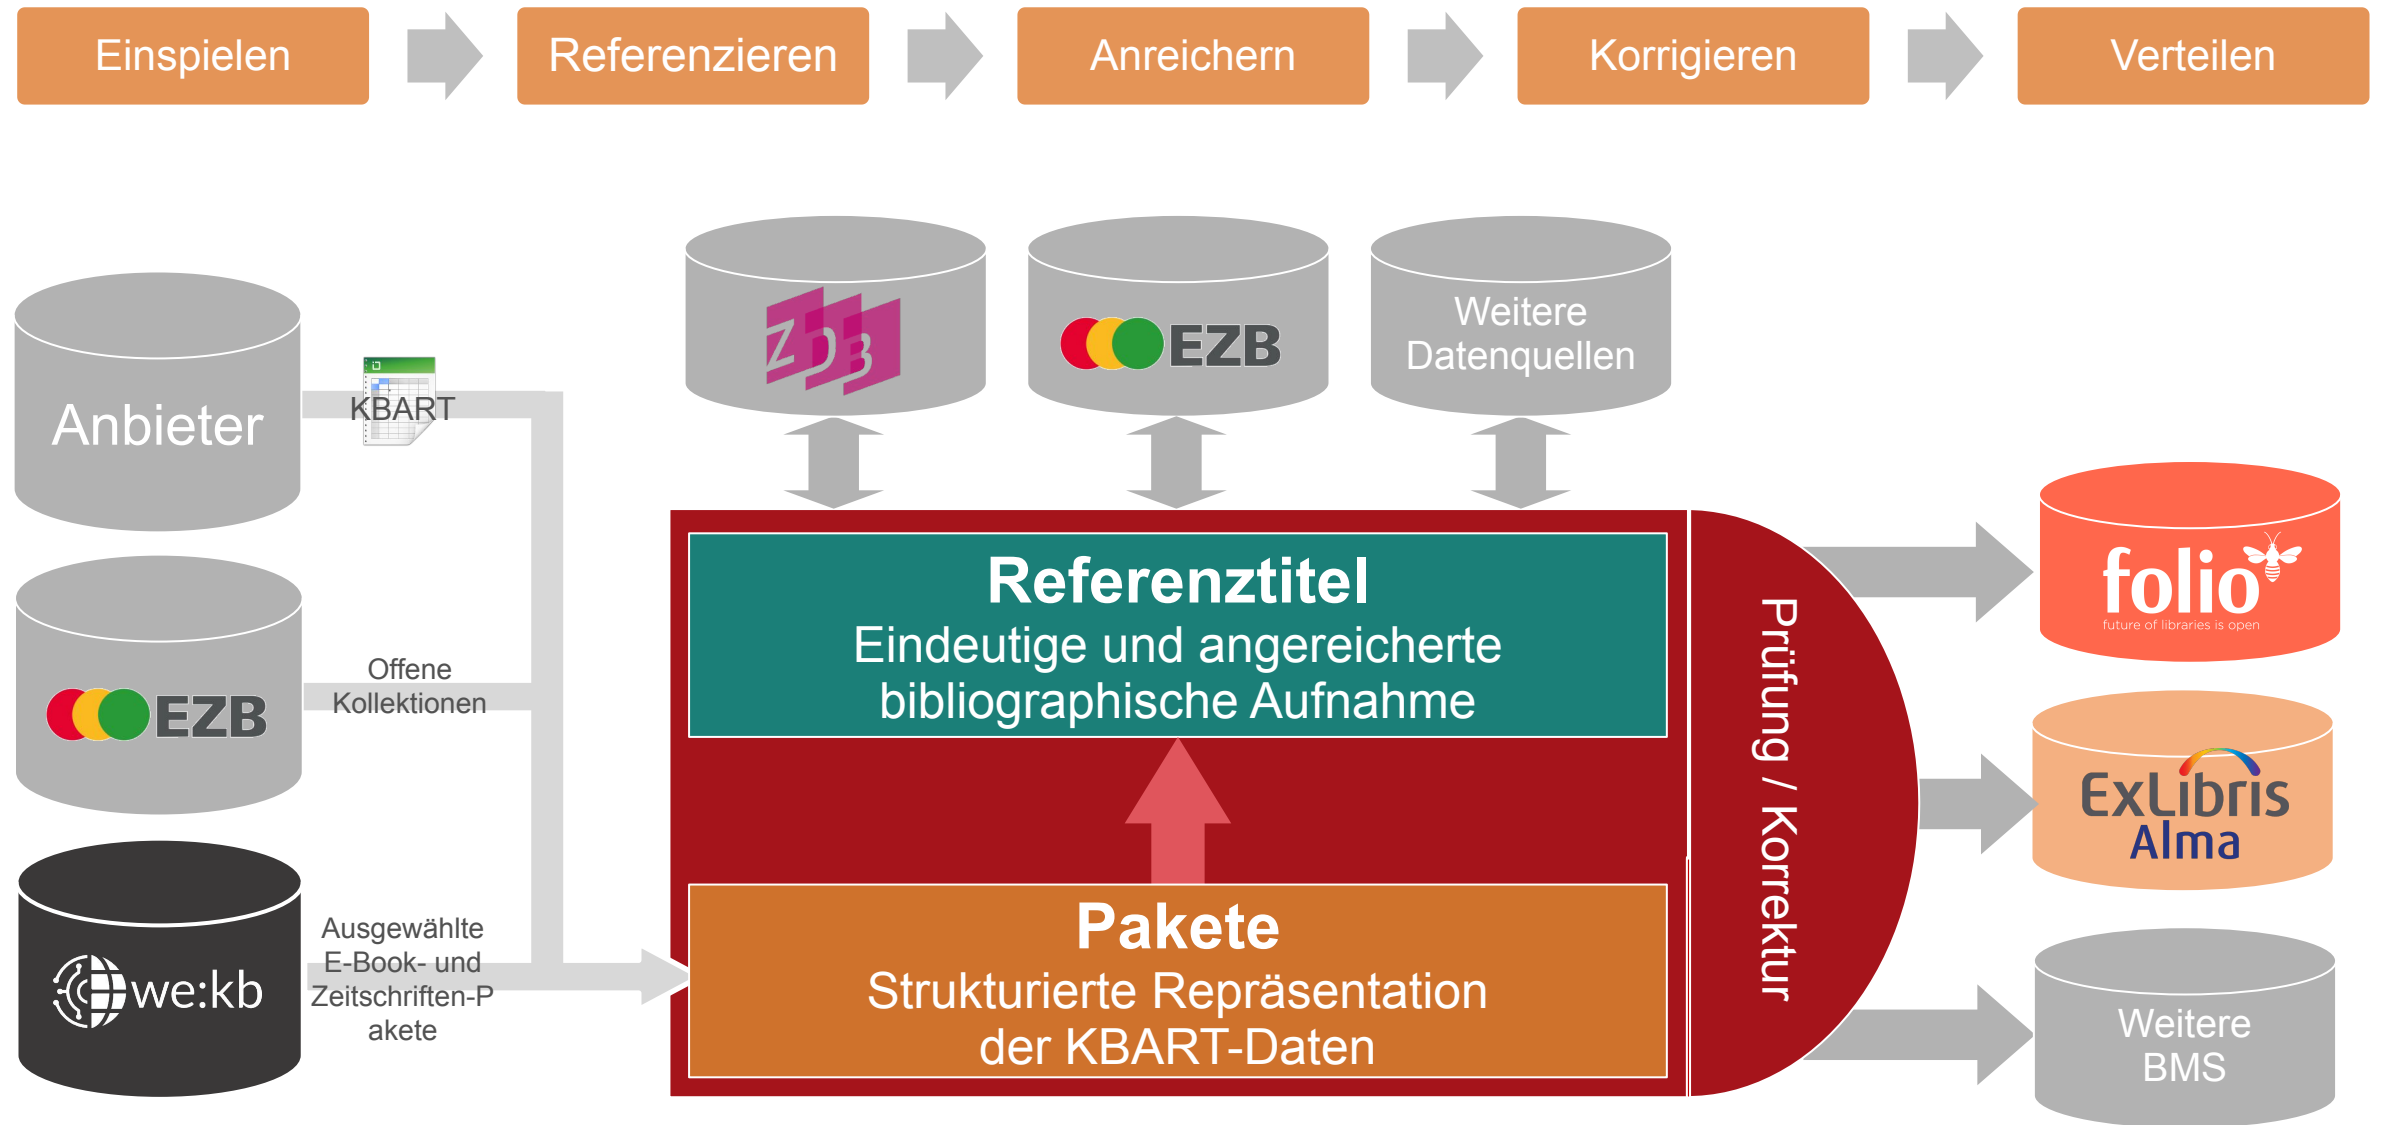 Einspielen
Referenzieren
Anreichern
Korrigieren
Verteilen
Anbieter
KBART
EZB
Offene
Kollektionen
we:kb
Ausgewählte
E-Book- und
Zeitschriften-P
akete
ZDB
EZB
Weitere
Datenquellen
Referenztitel
Eindeutige und angereicherte
bibliographische Aufnahme
Pakete
Strukturierte Repräsentation
der KBART-Daten
Prüfung / Korrektur
folio
future of libraries is open
ExLibris
Alma
Weitere
BMS